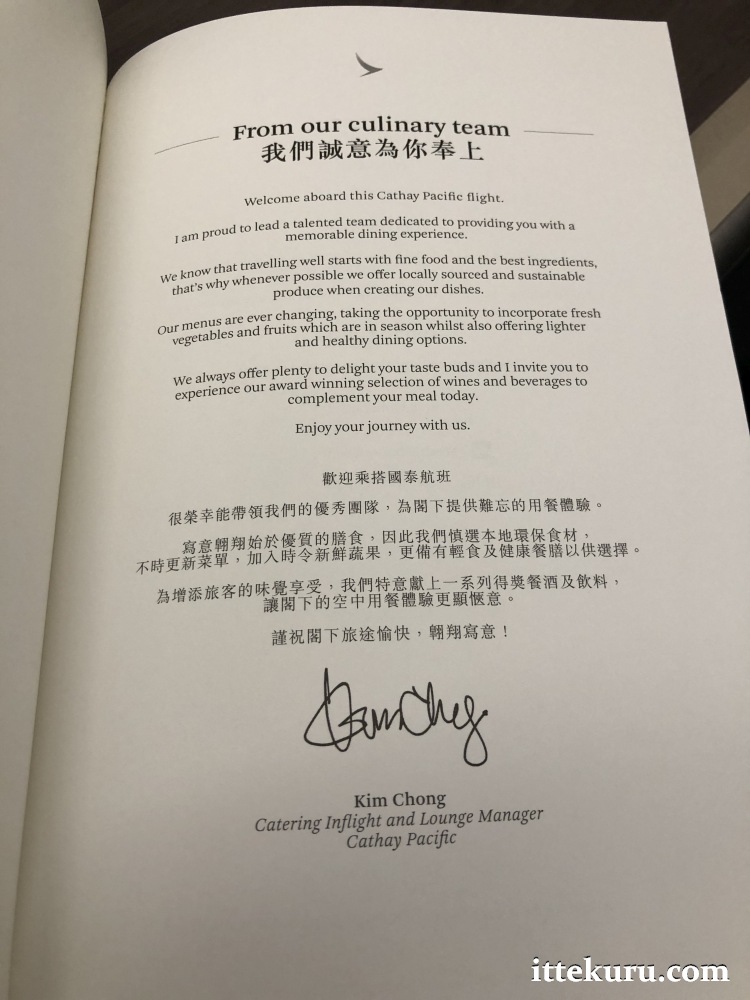 From our culinary team
我們誠意為你奉上
Welcome aboard this Cathay Pacific flight.
I am proud to lead a talented team dedicated to providing you with a
memorable dining experience.
We know that travelling well starts with fine food and the best ingredients,
that's why whenever possible we offer locally sourced and sustainable
produce when creating our dishes.
Our menus are ever changing, taking the opportunity to incorporate fresh
vegetables and fruits which are in season whilst also offering lighter
and healthy dining options.
We always offer plenty to delight your taste buds and I invite you to
experience our award winning selection of wines and beverages to
complement your meal today.
Enjoy your journey with us.
歡迎乘搭國泰航班
很榮幸能帶領我們的優秀團隊，為閣下提供難忘的用餐體驗。
寫意翱翔始於優質的膳食，因此我們慎選本地環保食材，
不時更新菜單，加入時令新鮮蔬果，更備有輕食及健康餐膳以供選擇。
為增添旅客的味覺享受，我們特意獻上一系列得獎餐酒及飲料，
讓閣下的空中用餐體驗更顯愜意。
謹祝閣下旅途愉快，翱翔寫意！
Kim Chong
Kim Chong
Catering Inflight and Lounge Manager
Cathay Pacific
ittekuru.com